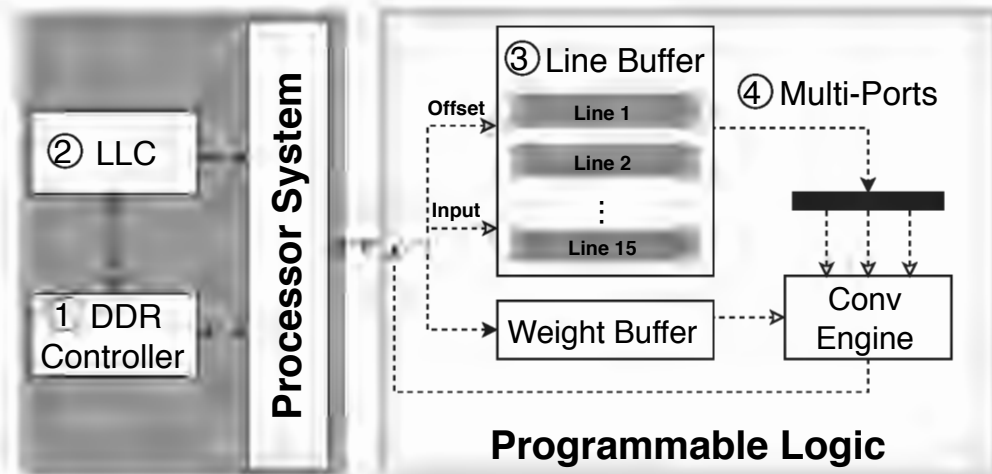 ② LLC
1 DDR
Controller
Processor System
③ Line Buffer
Offset
Line 1
Line 2
⋮
Input
Line 15
④ Multi-Ports
Weight Buffer
Conv
Engine
Programmable Logic